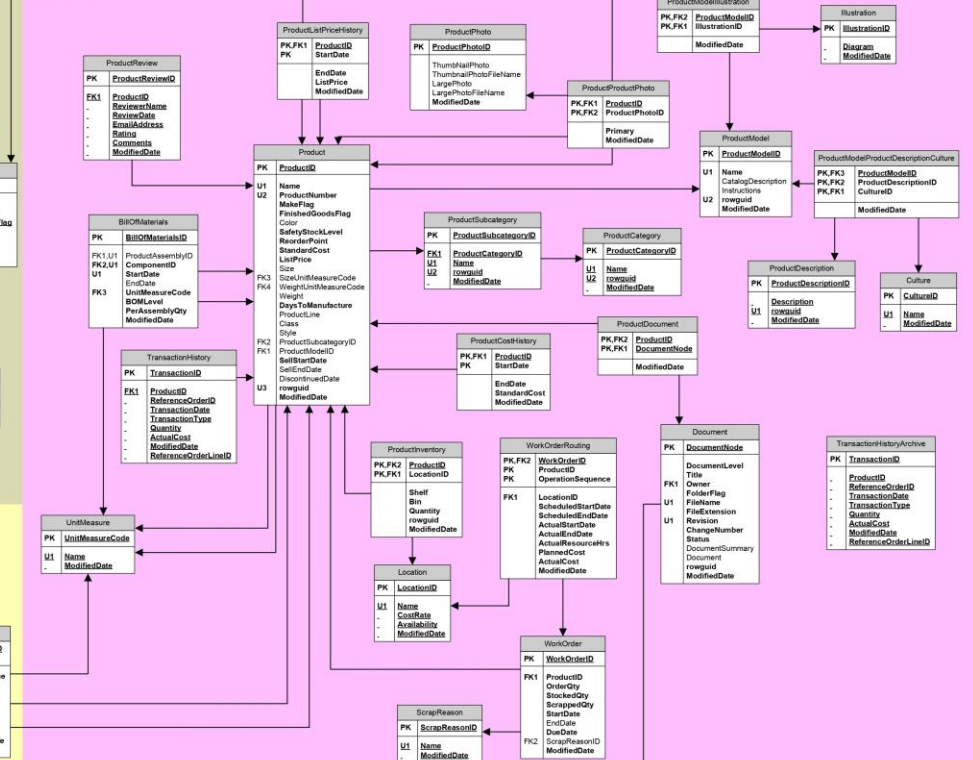 ProductModelIllustration
PK,FK2 ProductModelID
PK,FK1 IllustrationID
ModifiedDate
Illustration
PK IllustrationID
- Diagram
- ModifiedDate
ProductListPriceHistory
PK,FK1 ProductID
PK StartDate
EndDate
ListPrice
ModifiedDate
ProductPhoto
PK ProductPhotoID
ThumbNailPhoto
ThumbnailPhotoFileName
LargePhoto
LargePhotoFileName
ModifiedDate
ProductReview
PK ProductReviewID
FK1 ProductID
- ReviewerName
- ReviewDate
- EmailAddress
- Rating
- Comments
- ModifiedDate
ProductProductPhoto
PK,FK1 ProductID
PK,FK2 ProductPhotoID
Primary
ModifiedDate
ProductModel
PK ProductModelID
U1 Name
CatalogDescription
Instructions
U2 rowguid
ModifiedDate
ProductModelProductDescriptionCulture
PK,FK3 ProductModelID
PK,FK2 ProductDescriptionID
PK,FK1 CultureID
ModifiedDate
Product
PK ProductID
U1 Name
U2 ProductNumber
MakeFlag
FinishedGoodsFlag
Color
SafetyStockLevel
ReorderPoint
StandardCost
ListPrice
Size
FK3 SizeUnitMeasureCode
FK4 WeightUnitMeasureCode
Weight
DaysToManufacture
ProductLine
Class
Style
FK2 ProductSubcategoryID
FK1 ProductModelID
SellStartDate
SellEndDate
DiscontinuedDate
U3 rowguid
ModifiedDate
BillOfMaterials
PK BillOfMaterialsID
FK1,U1 ProductAssemblyID
FK2,U1 ComponentID
U1 StartDate
EndDate
FK3 UnitMeasureCode
BOMLevel
PerAssemblyQty
ModifiedDate
ProductSubcategory
PK ProductSubcategoryID
FK1 ProductCategoryID
U1 Name
U2 rowguid
- ModifiedDate
ProductCategory
PK ProductCategoryID
U1 Name
U2 rowguid
- ModifiedDate
ProductDescription
PK ProductDescriptionID
- Description
U1 rowguid
- ModifiedDate
Culture
PK CultureID
U1 Name
- ModifiedDate
ProductDocument
PK,FK2 ProductID
PK,FK1 DocumentNode
ModifiedDate
ProductCostHistory
PK,FK1 ProductID
PK StartDate
EndDate
StandardCost
ModifiedDate
TransactionHistory
PK TransactionID
FK1 ProductID
- ReferenceOrderID
- TransactionDate
- TransactionType
- Quantity
- ActualCost
- ModifiedDate
- ReferenceOrderLineID
ProductInventory
PK,FK2 ProductID
PK,FK1 LocationID
Shelf
Bin
Quantity
rowguid
ModifiedDate
WorkOrderRouting
PK,FK2 WorkOrderID
PK ProductID
PK OperationSequence
FK1 LocationID
ScheduledStartDate
ScheduledEndDate
ActualStartDate
ActualEndDate
ActualResourceHrs
PlannedCost
ActualCost
ModifiedDate
Document
PK DocumentNode
DocumentLevel
Title
FK1 Owner
FolderFlag
U1 FileName
FileExtension
U1 Revision
ChangeNumber
Status
DocumentSummary
Document
rowguid
ModifiedDate
TransactionHistoryArchive
PK TransactionID
- ProductID
- ReferenceOrderID
- TransactionDate
- TransactionType
- Quantity
- ActualCost
- ModifiedDate
- ReferenceOrderLineID
UnitMeasure
PK UnitMeasureCode
U1 Name
- ModifiedDate
Location
PK LocationID
U1 Name
- CostRate
- Availability
- ModifiedDate
WorkOrder
PK WorkOrderID
FK1 ProductID
OrderQty
StockedQty
ScrappedQty
StartDate
EndDate
DueDate
FK2 ScrapReasonID
ModifiedDate
ScrapReason
PK ScrapReasonID
U1 Name
- ModifiedDate